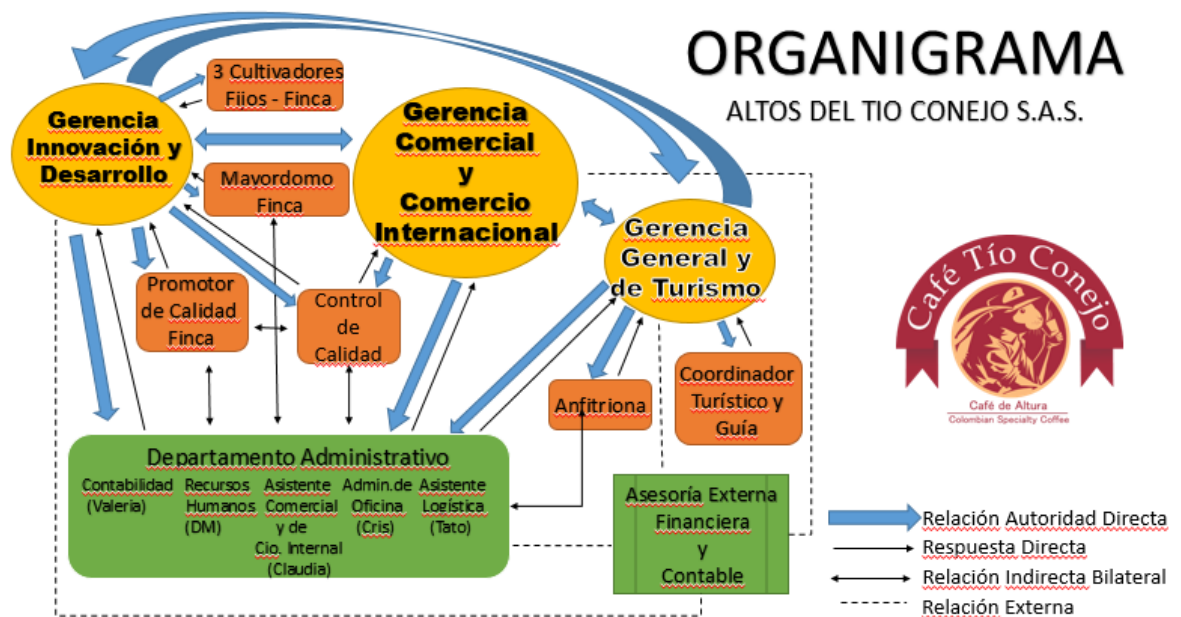 ORGANIGRAMA
ALTOS DEL TIO CONEJO S.A.S.
3 Cultivadores
Fijos - Finca
Gerencia
Innovación y
Desarrollo
Gerencia
Comercial
y
Comercio
Internacional
Mayordomo
Finca
Gerencia
General y
de Turismo
Promotor
de Calidad
Finca
Control
de
Calidad
Anfitriona
Coordinador
Turístico y
Guía
Café Tío Conejo
Café de Altura
Colombian Specialty Coffee
Departamento Administrativo
Contabilidad
(Valeria)
Recursos
Humanos
(DM)
Asistente
Comercial
y de
Cio. Internal
(Claudia)
Admin.de
Oficina
(Cris)
Asistente
Logística
(Tato)
Asesoría Externa
Financiera
y
Contable
Relación Autoridad Directa
Respuesta Directa
Relación Indirecta Bilateral
Relación Externa